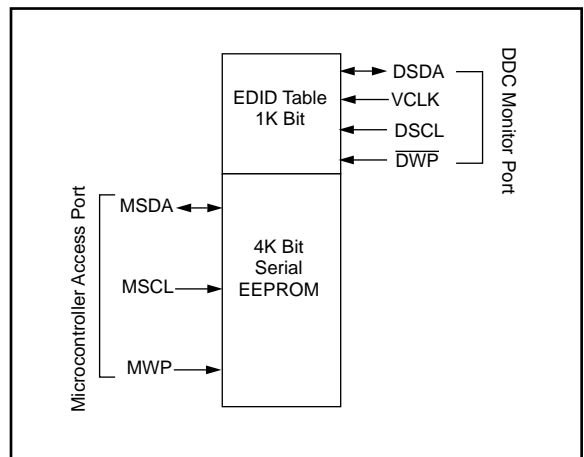 EDID Table
1K Bit
DSDA
VCLK
DSCL
D̅W̅P̅
DDC Monitor Port
4K Bit
Serial
EEPROM
MSDA
MSCL
MWP
Microcontroller Access Port